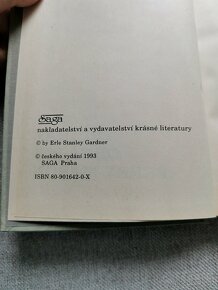 Saga
nakladatelství a vydavatelství krásné literatury
© by Erle Stanley Gardner
© českého vydání 1993
SAGA Praha
ISBN 80-901642-0-X